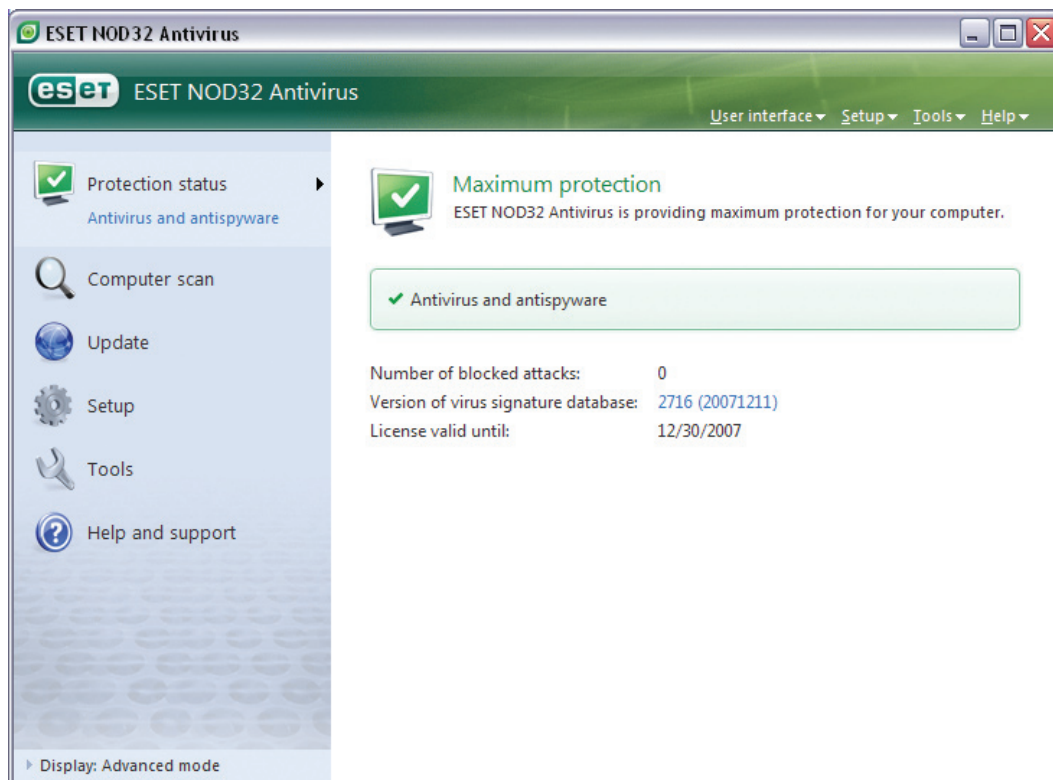 ESET NOD32 Antivirus
eseT ESET NOD32 Antivirus
User interface Setup Tools Help
Protection status
Antivirus and antispyware
Computer scan
Update
Setup
Tools
Help and support
Display: Advanced mode
Maximum protection
ESET NOD32 Antivirus is providing maximum protection for your computer.
Antivirus and antispyware
Number of blocked attacks: 0
Version of virus signature database: 2716 (20071211)
License valid until: 12/30/2007